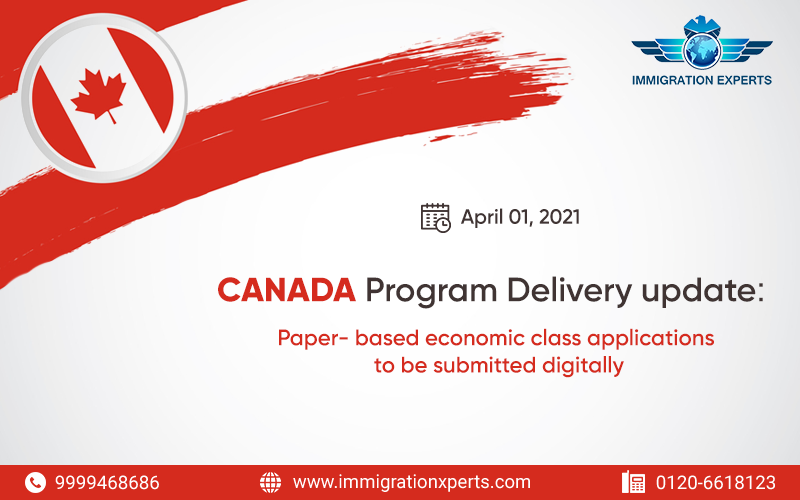 IMMIGRATION EXPERTS
April 01, 2021
CANADA Program Delivery update:
Paper- based economic class applications
to be submitted digitally
9999468686
www.immigrationxperts.com
0120-6618123